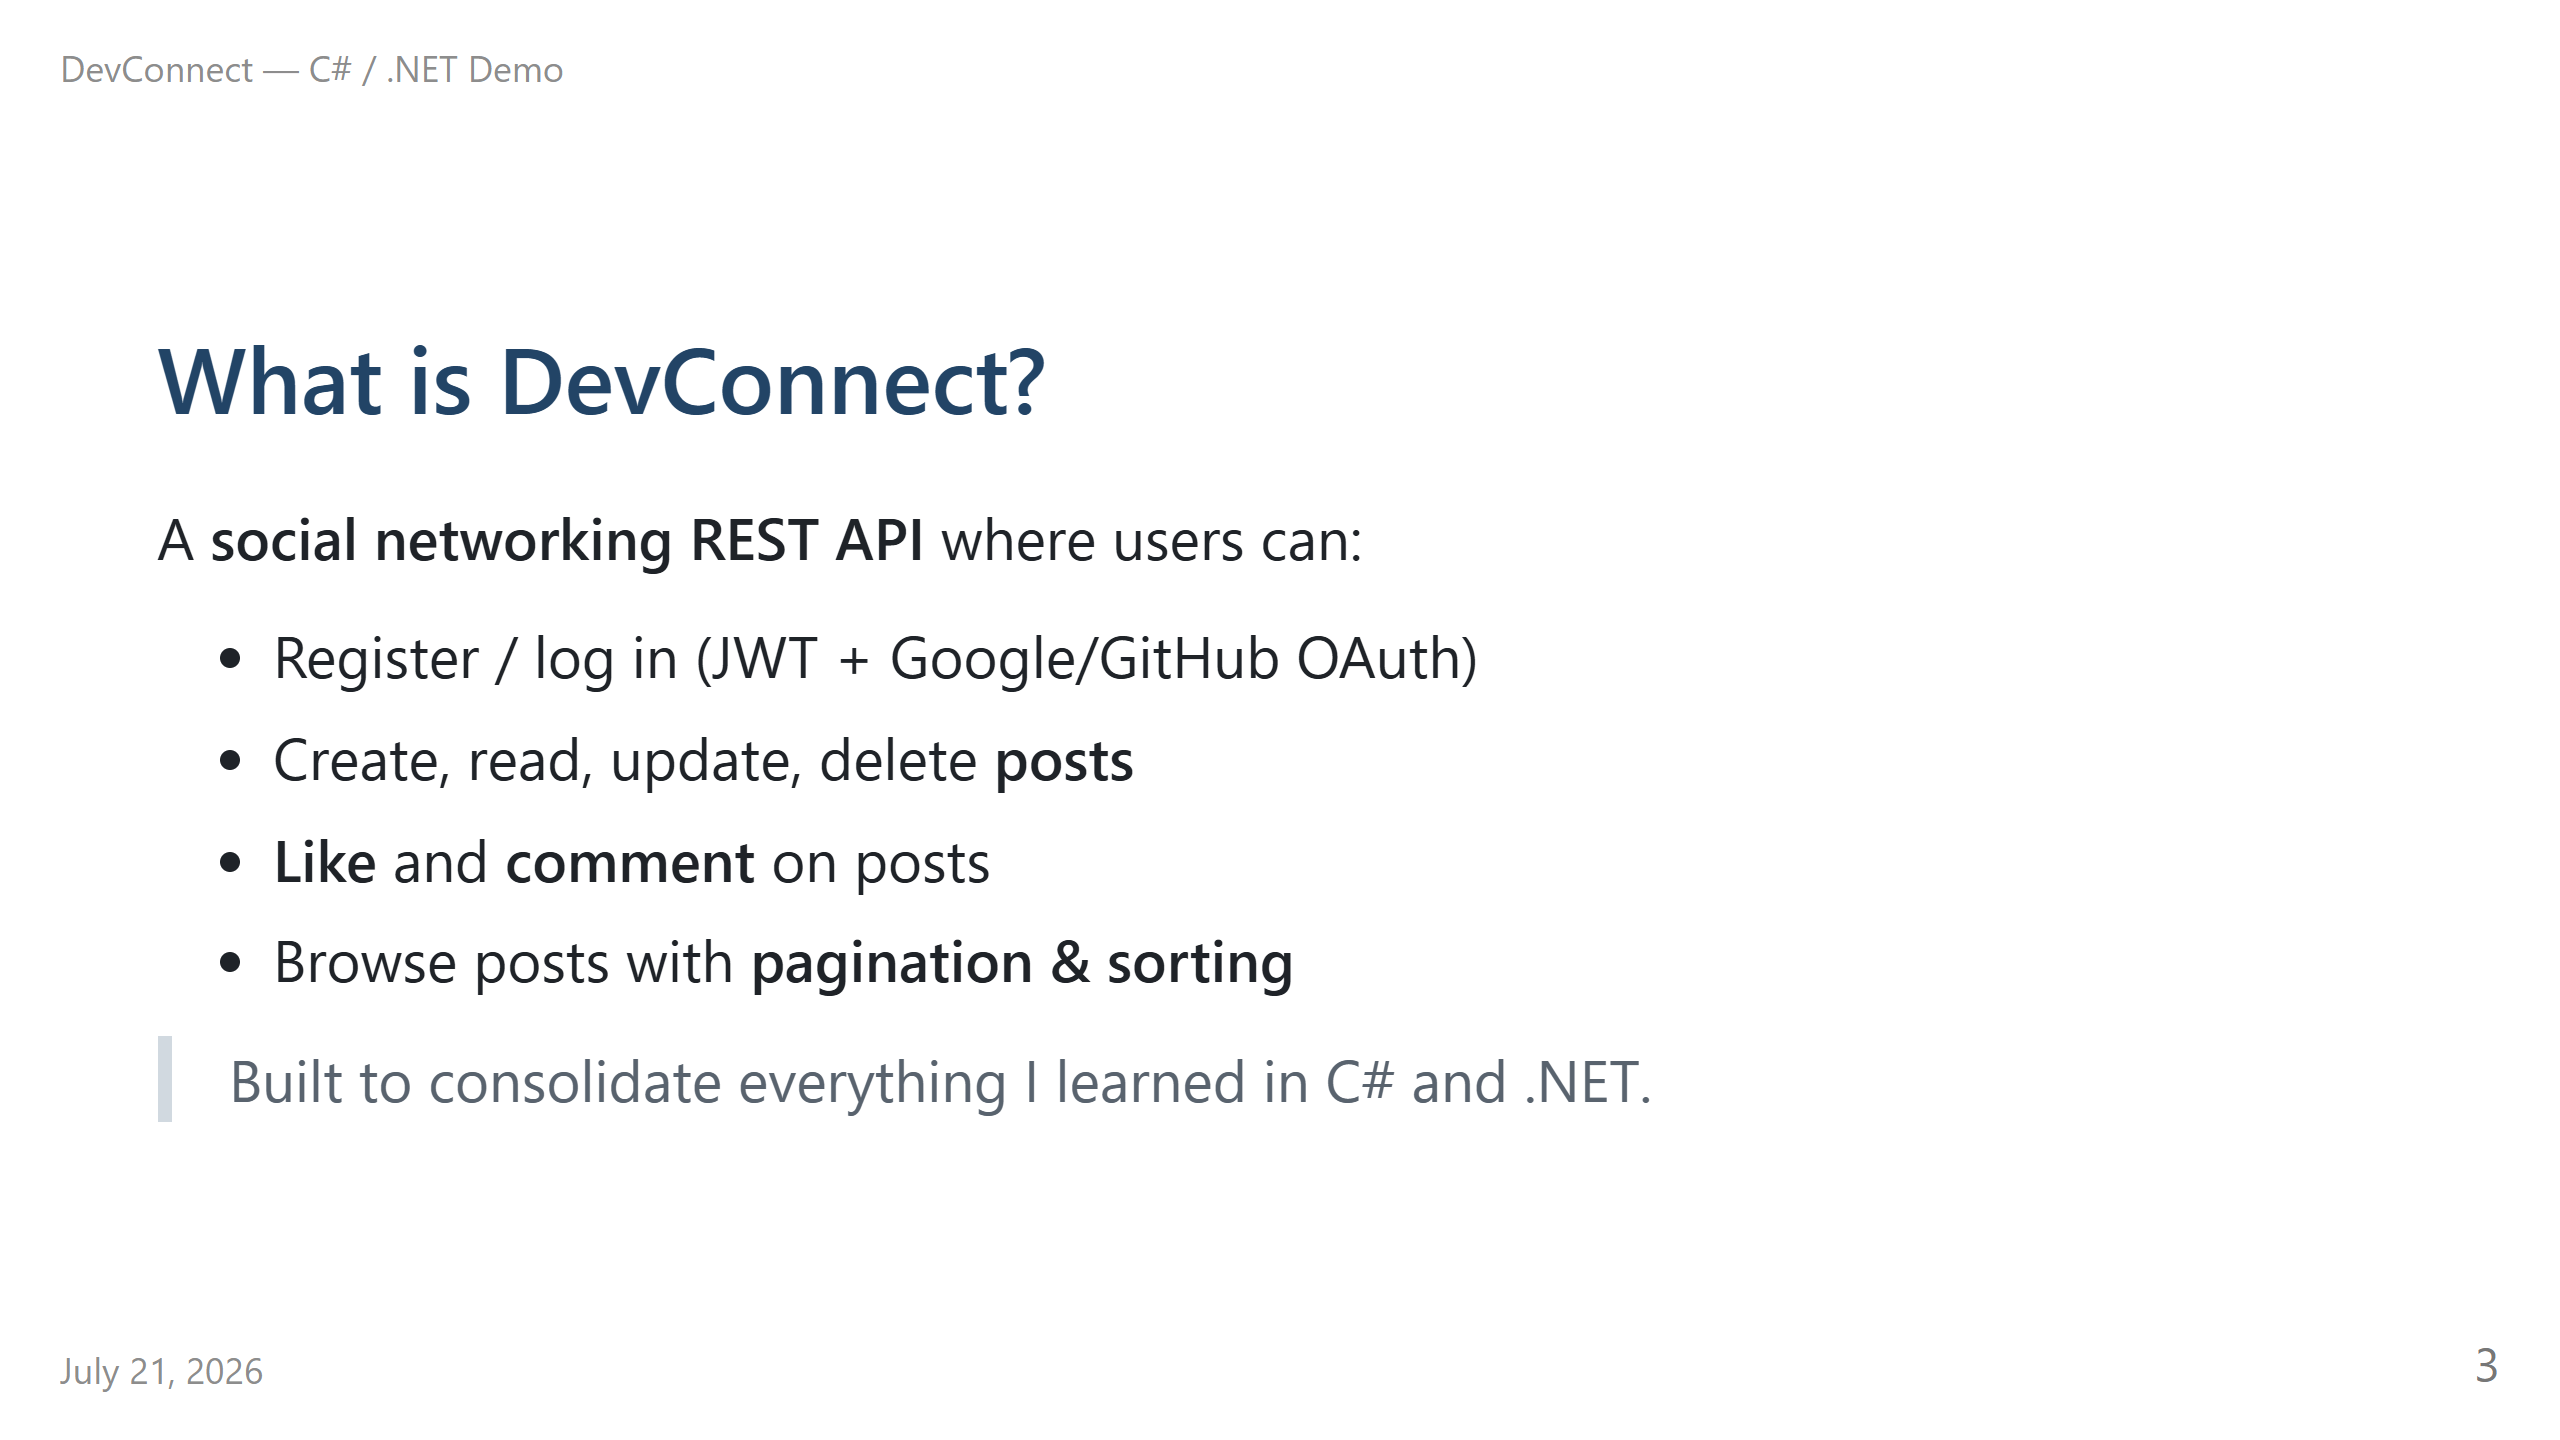 DevConnect — C# / .NET Demo
What is DevConnect?
A social networking REST API where users can:
• Register / log in (JWT + Google/GitHub OAuth)
• Create, read, update, delete posts
• Like and comment on posts
• Browse posts with pagination & sorting
Built to consolidate everything I learned in C# and .NET.
July 21, 2026
3